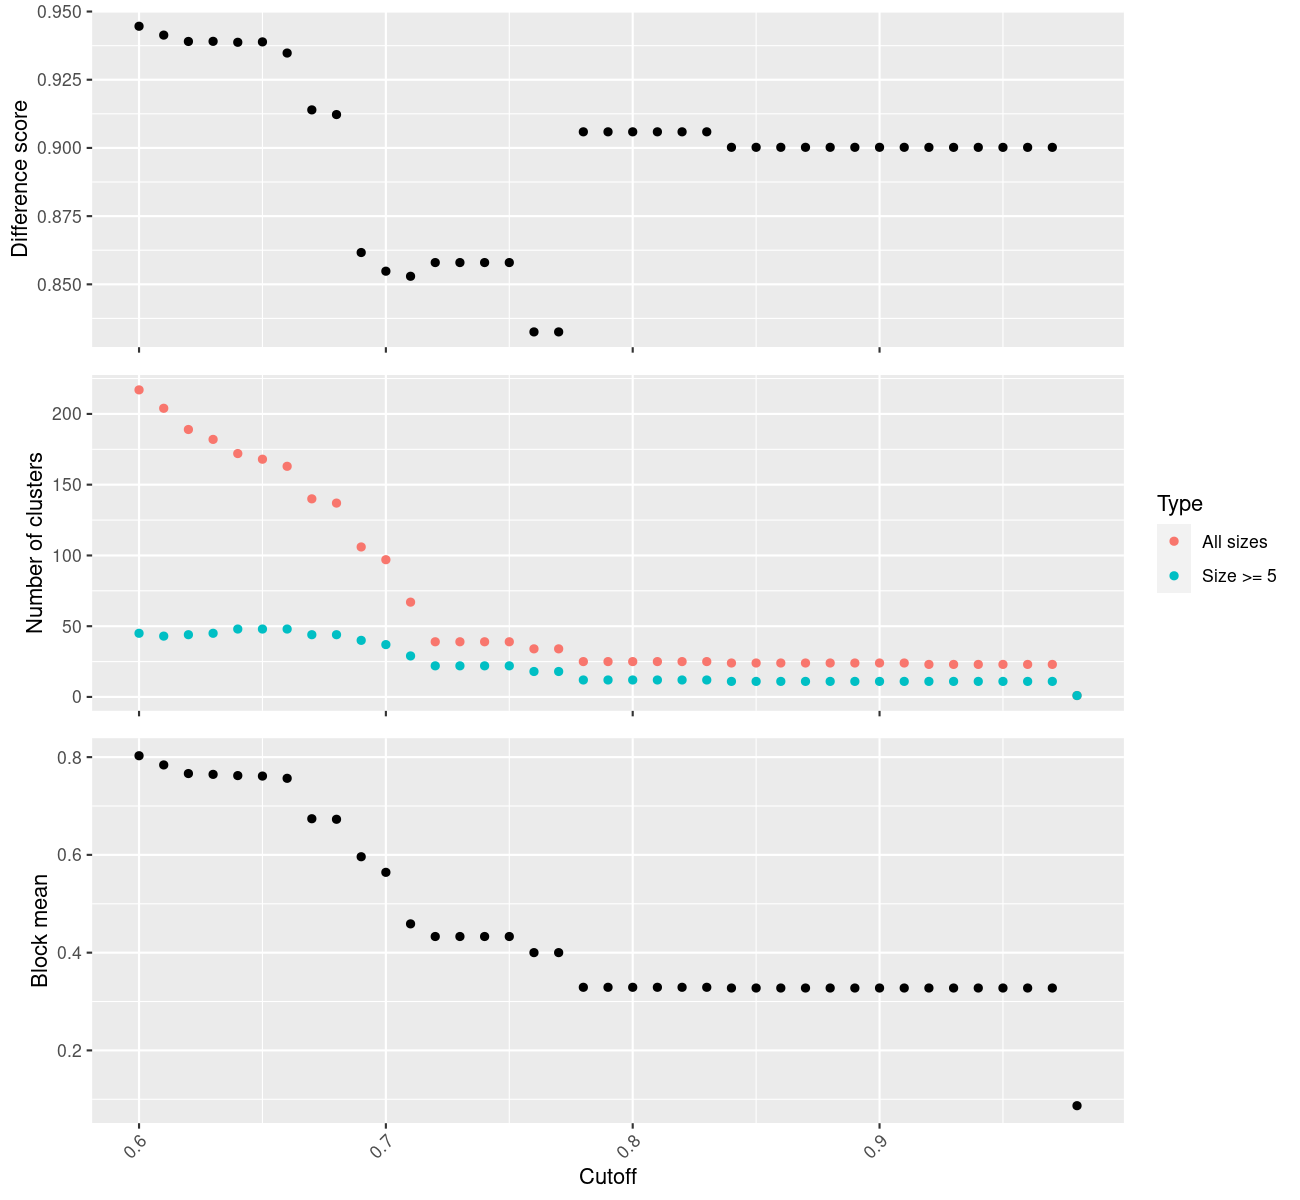 0.950
0.925
0.900
0.875
0.850
Difference score
200
150
100
50
0
Number of clusters
Type
All sizes
Size >= 5
0.8
0.6
0.4
0.2
Block mean
0.6 0.7 0.8 0.9
Cutoff